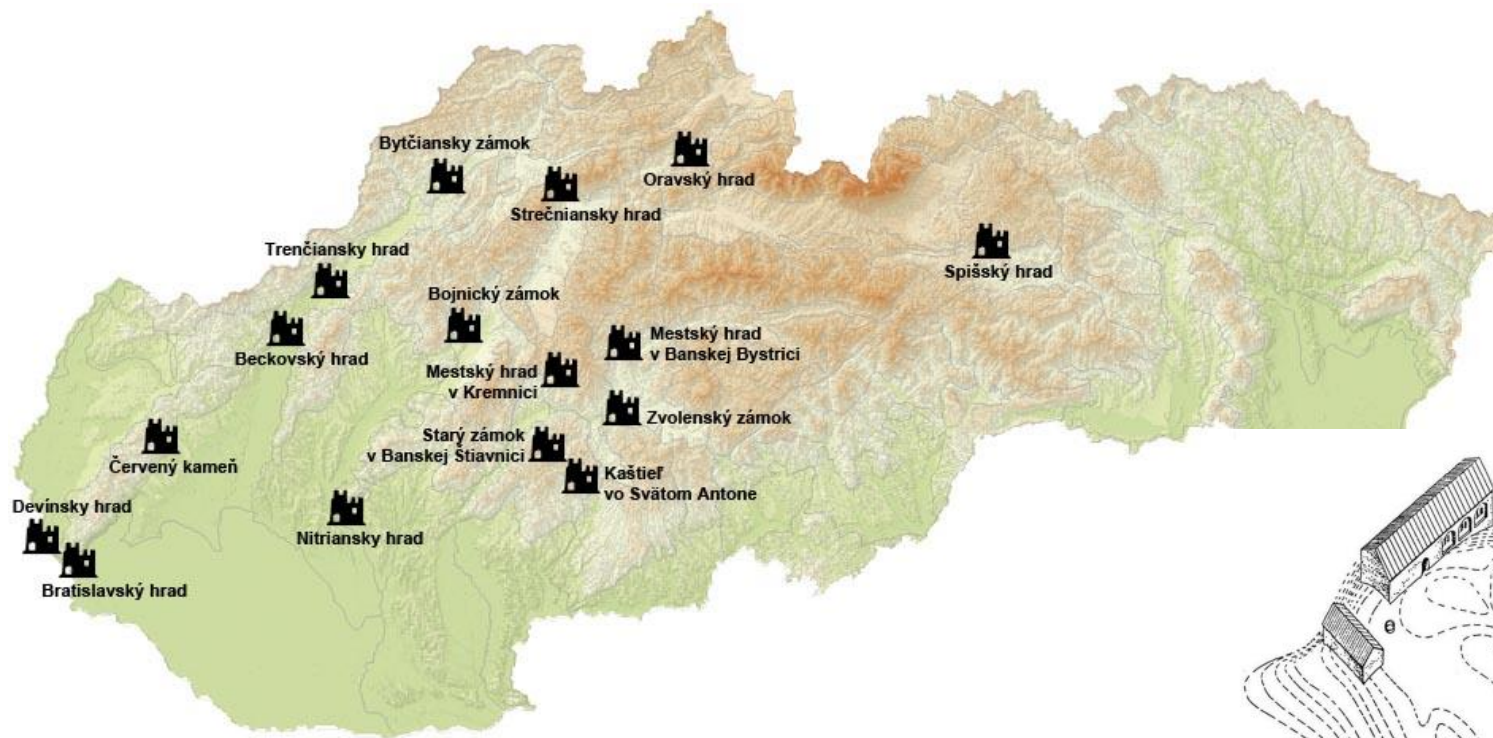 Bytčiansky zámok
Oravský hrad
Strečniansky hrad
Trenčiansky hrad
Spišský hrad
Bojnický zámok
Mestský hrad
v Banskej Bystrici
Beckovský hrad
Mestský hrad
v Kremnici
Zvolenský zámok
Starý zámok
v Banskej Štiavnici
Červený kameň
Kaštieľ
vo Svätom Antone
Devínsky hrad
Nitriansky hrad
Bratislavský hrad
e